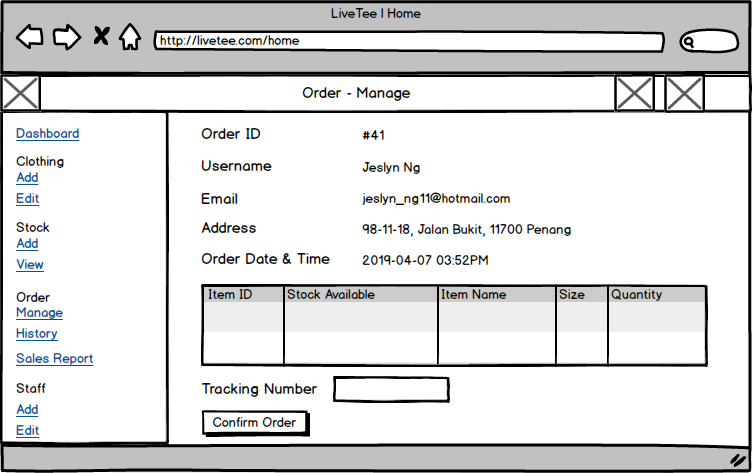 LiveTee | Home
http://livetee.com/home
Order - Manage
Dashboard
Clothing
Add
Edit
Stock
Add
View
Order
Manage
History
Sales Report
Staff
Add
Edit
Order ID #41
Username Jeslyn Ng
Email jeslyn_ng11@hotmail.com
Address 98-11-18, Jalan Bukit, 11700 Penang
Order Date & Time 2019-04-07 03:52PM
Item ID Stock Available Item Name Size Quantity
Tracking Number
Confirm Order